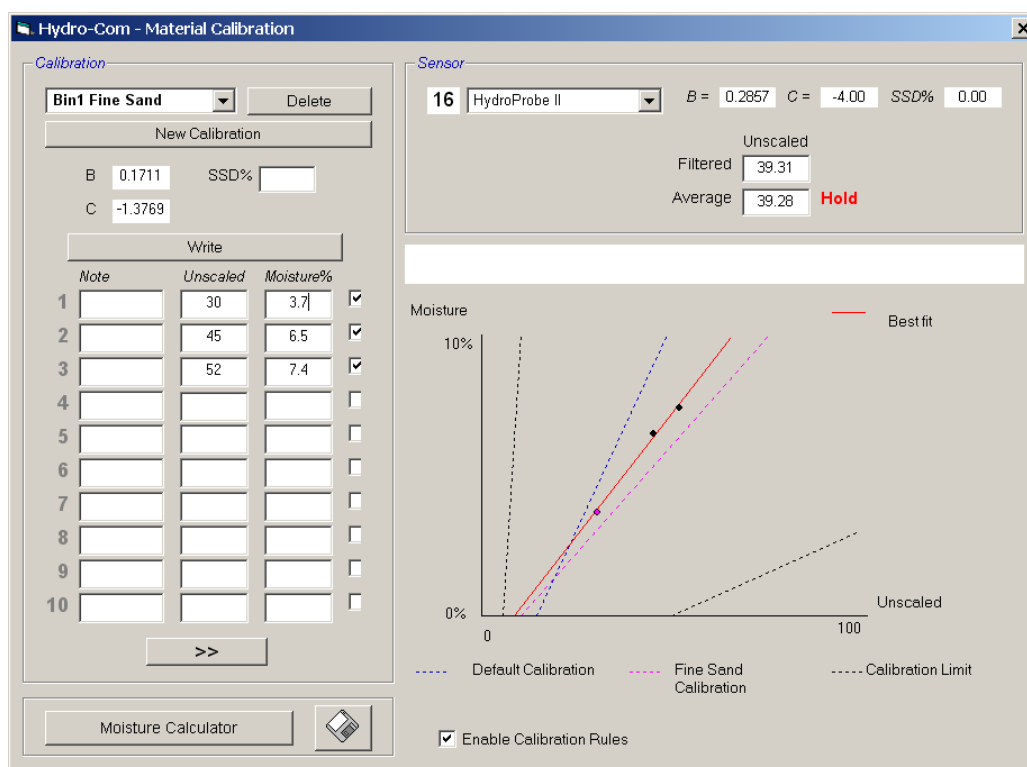 Hydro-Com - Material Calibration
Calibration
Bin1 Fine Sand
Delete
New Calibration
B 0.1711 SSD%
C -1.3769
Write
Note Unscaled Moisture%
1 30 3.7
2 45 6.5
3 52 7.4
4
5
6
7
8
9
10
>>
Moisture Calculator
Sensor
16 HydroProbe II B = 0.2857 C = -4.00 SSD% 0.00
Unscaled
Filtered 39.31
Average 39.28 Hold
Moisture
Best fit
10%
0%
Unscaled
0
100
Default Calibration
Fine Sand
Calibration
Calibration Limit
Enable Calibration Rules